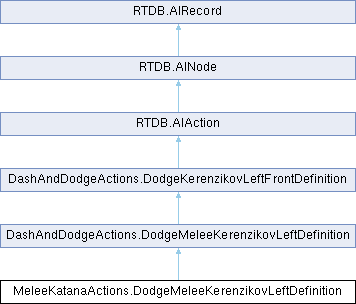 RTDB.AIRecord
RTDB.AINode
RTDB.AIAction
DashAndDodgeActions.DodgeKerenzikovLeftFrontDefinition
DashAndDodgeActions.DodgeMeleeKerenzikovLeftDefinition
MeleeKatanaActions.DodgeMeleeKerenzikovLeftDefinition